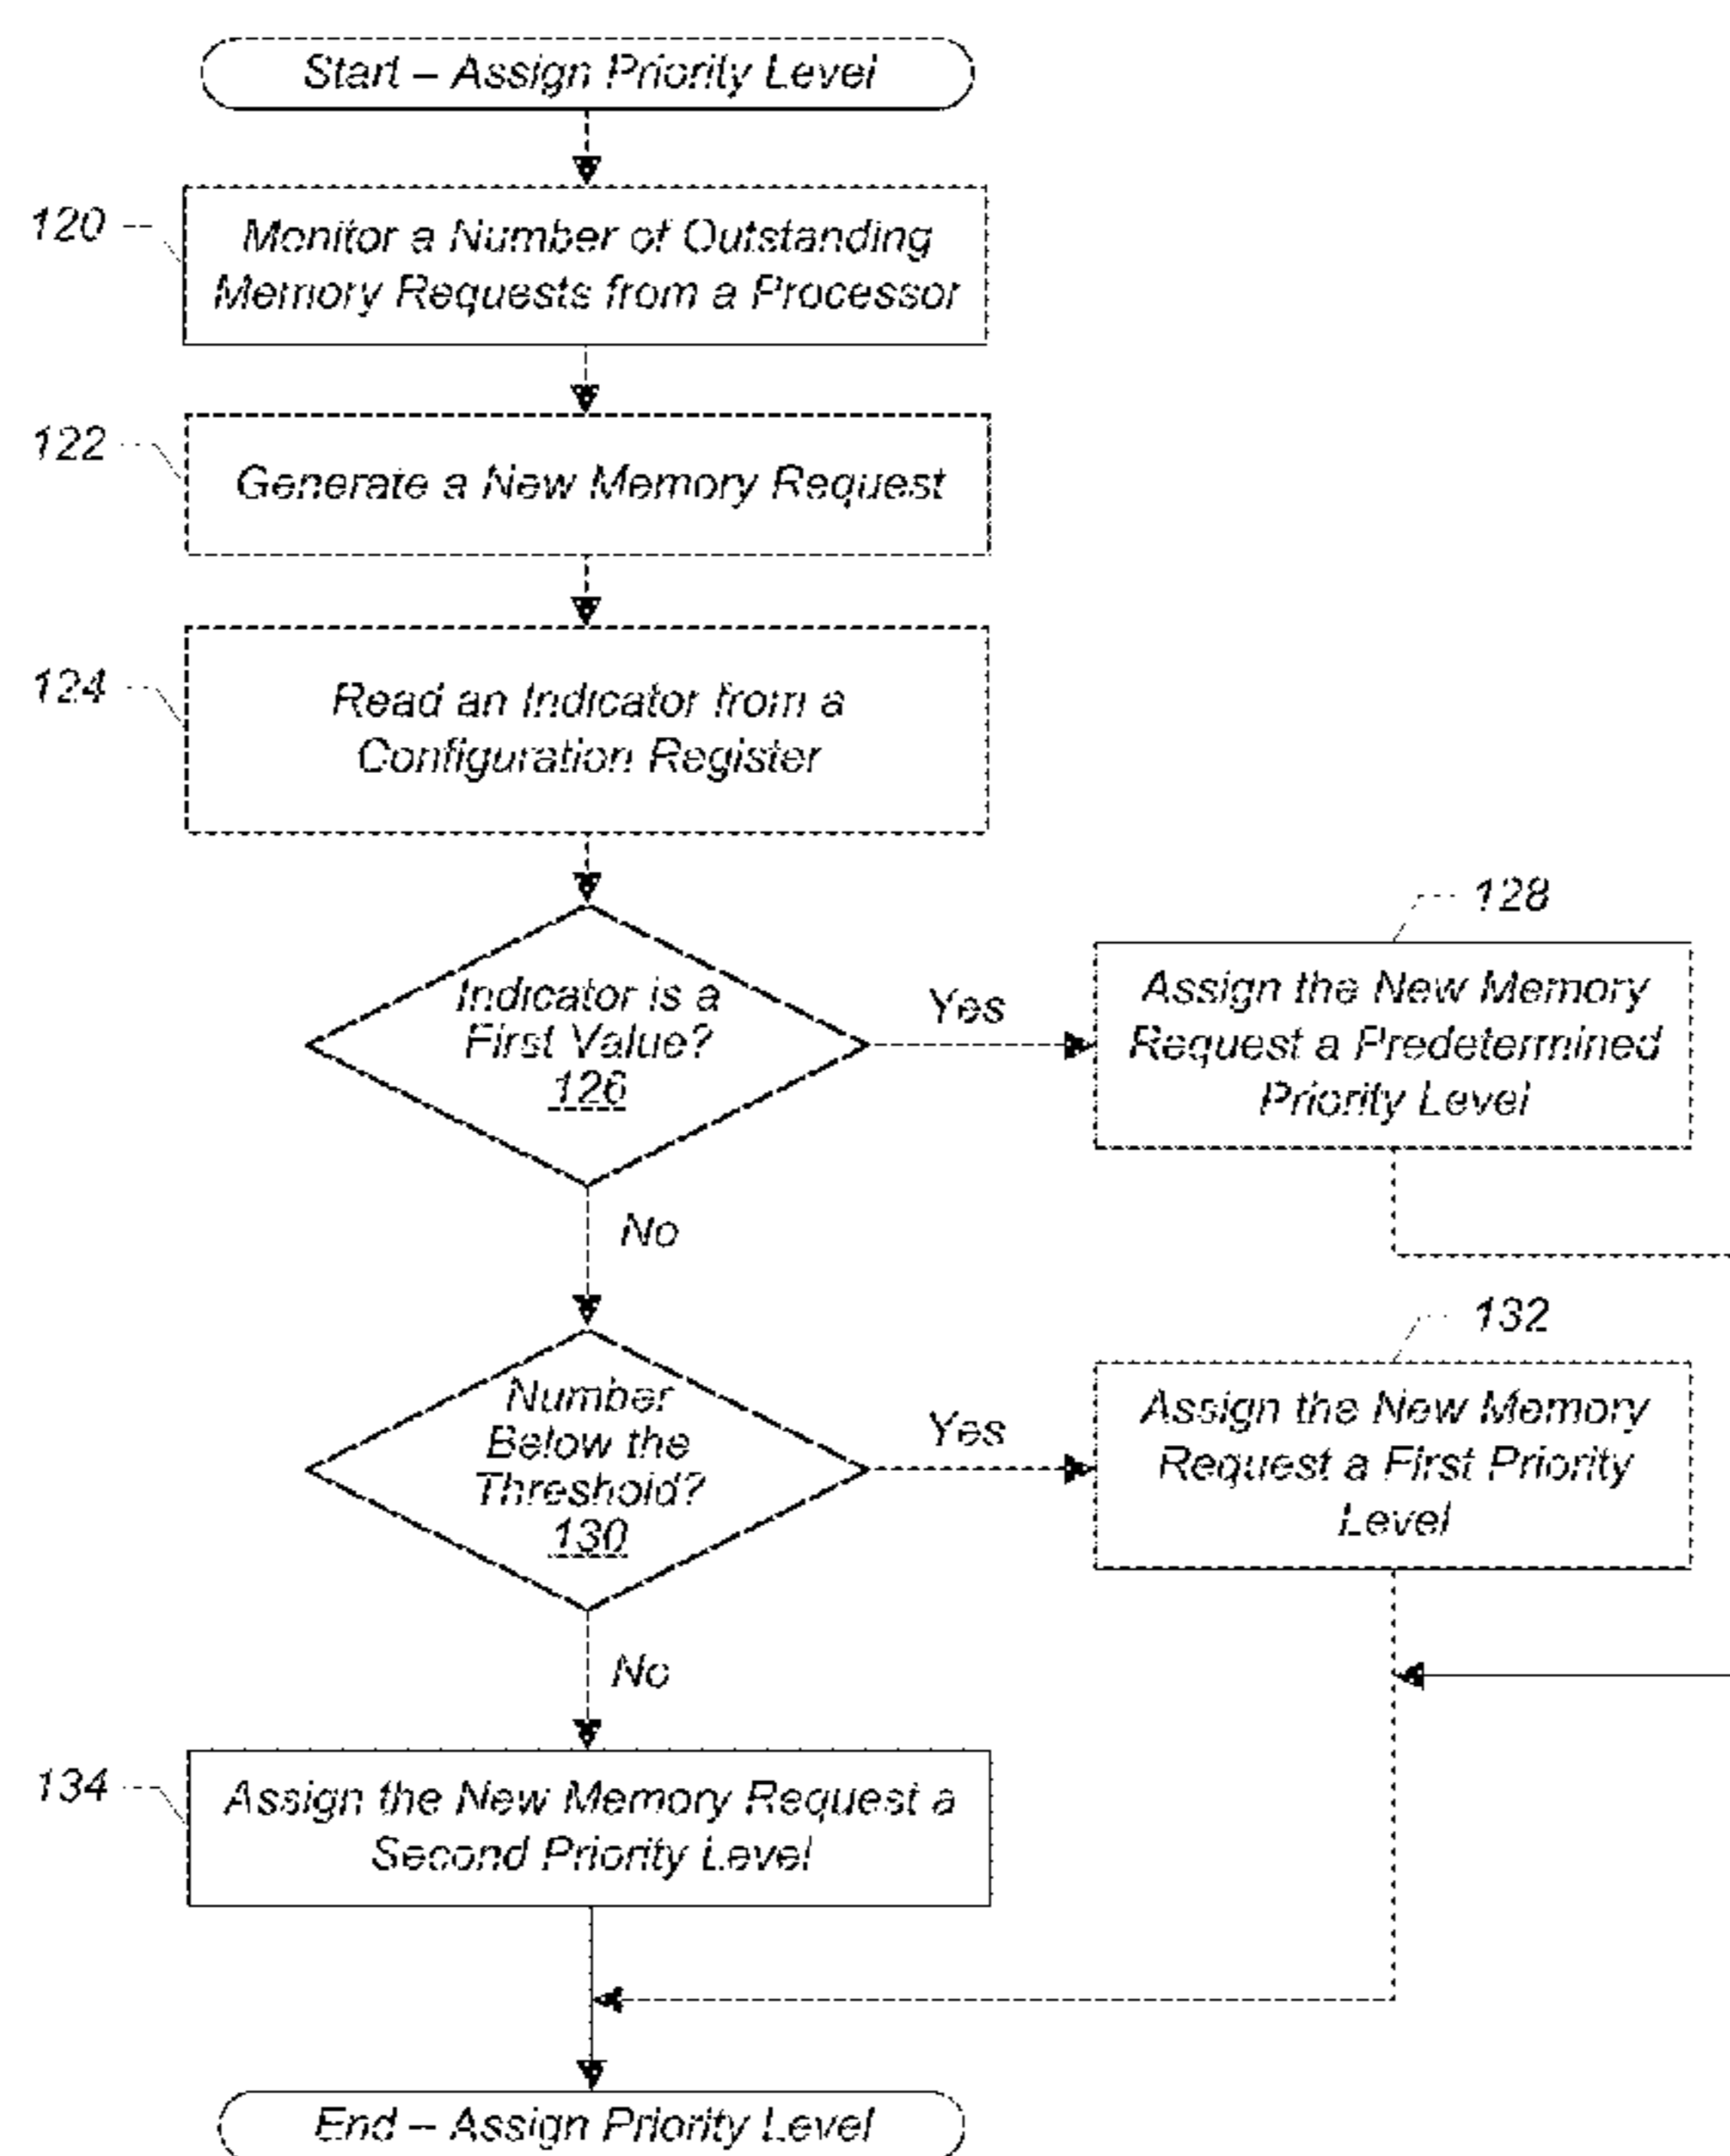 Start – Assign Priority Level
120
Monitor a Number of Outstanding
Memory Requests from a Processor
122
Generate a New Memory Request
124
Read an Indicator from a
Configuration Register
Indicator is a
First Value?
126
Yes
128
Assign the New Memory
Request a Predetermined
Priority Level
No
Number
Below the
Threshold?
130
Yes
132
Assign the New Memory
Request a First Priority
Level
No
134
Assign the New Memory Request a
Second Priority Level
End – Assign Priority Level